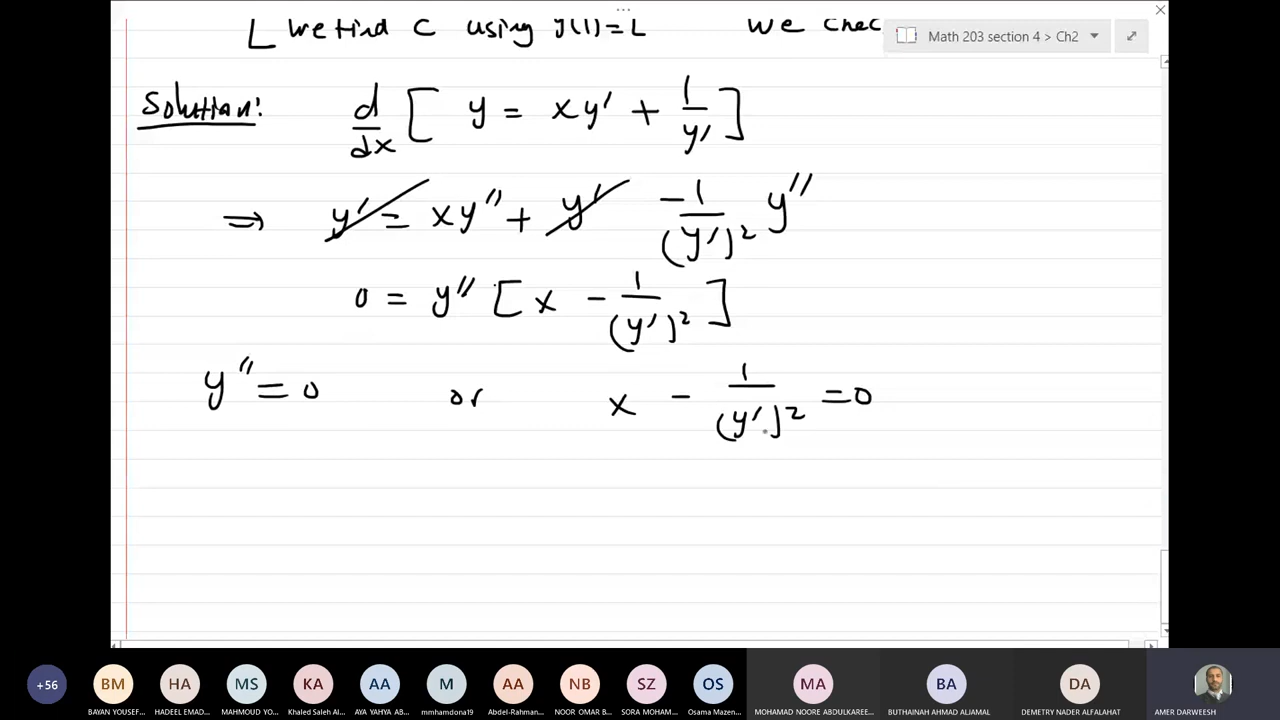 We find C using y(1)=L We chec
Math 203 section 4 > Ch2
Solution: d/dx [ y = xy' + 1/y' ]
⇒ y' = xy" + y' -1/(y')² y"
0 = y" [ x - 1/(y')² ]
y" = 0 or x - 1/(y')² = 0
+56 BM HA MS KA AA M AA NB SZ OS MA BA DA
BAYAN YOUSEF... HADEEL EMAD... MAHMOUD YO... Khaled Saleh Al... AYA YAHYA AB... mmhamdona19 Abdel-Rahman... NOOR OMAR B... SORA MOHAM... Osama Mazen... MOHAMAD NOORE ABDULKAREE... BUTHAINAH AHMAD ALJAMAL DEMETRY NADER ALFALAHAT AMER DARWEESH